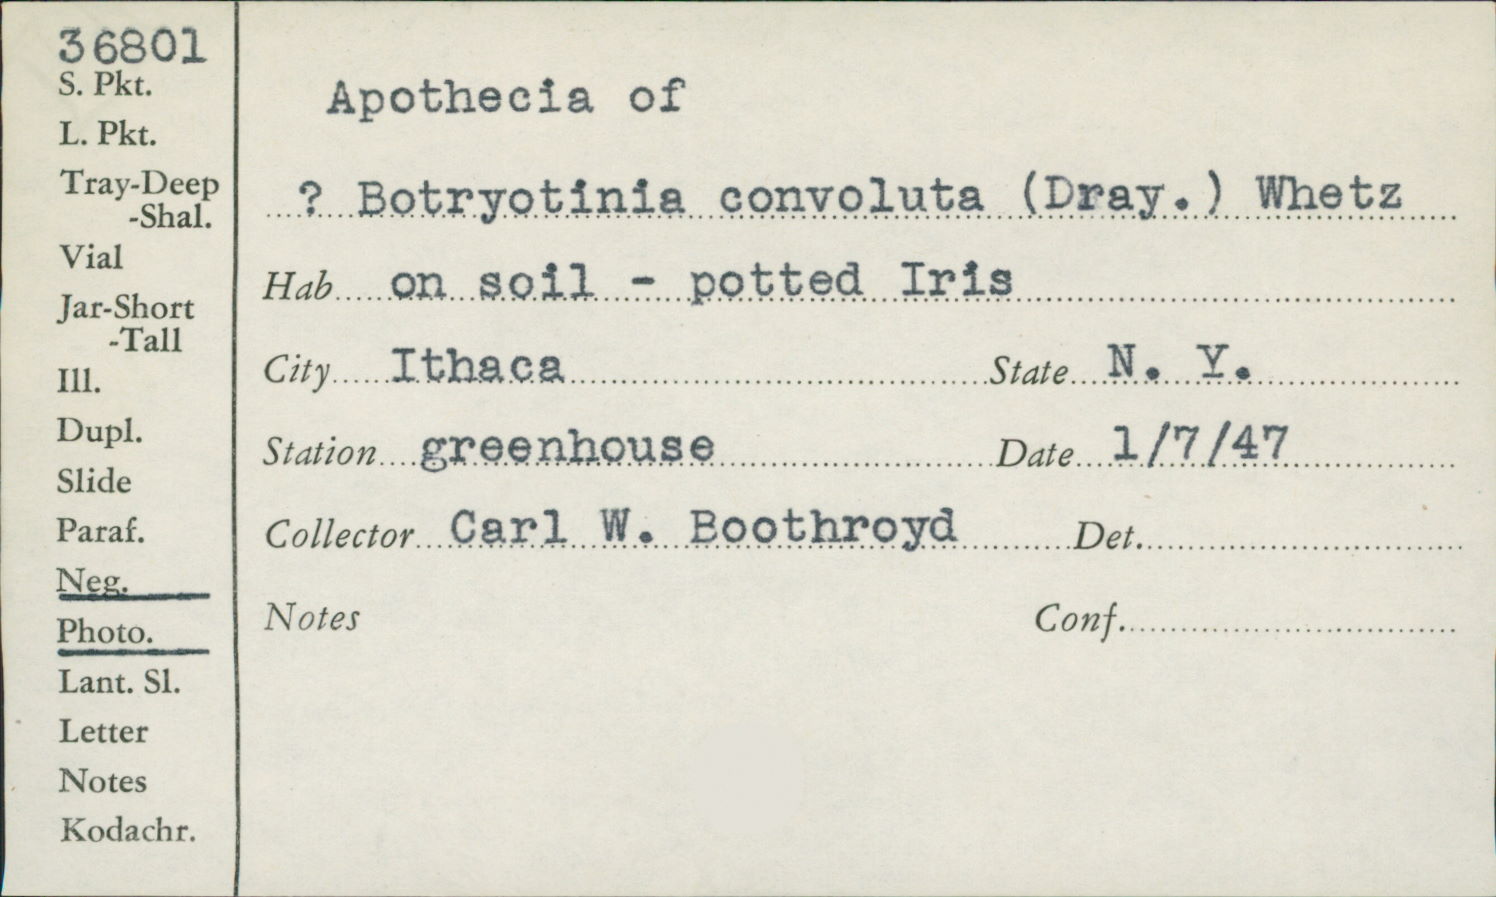 36801
S. Pkt.
L. Pkt.
Tray-Deep
-Shal.
Vial
Jar-Short
-Tall
Ill.
Dupl.
Slide
Paraf.
Neg.
Photo.
Lant. Sl.
Letter
Notes
Kodachr.
Apothecia of
? Botryotinia convoluta (Dray.) Whetz
Hab. on soil - potted Iris
City Ithaca State N. Y.
Station greenhouse Date 1/7/47
Collector Carl W. Boothroyd Det.
Notes Conf.